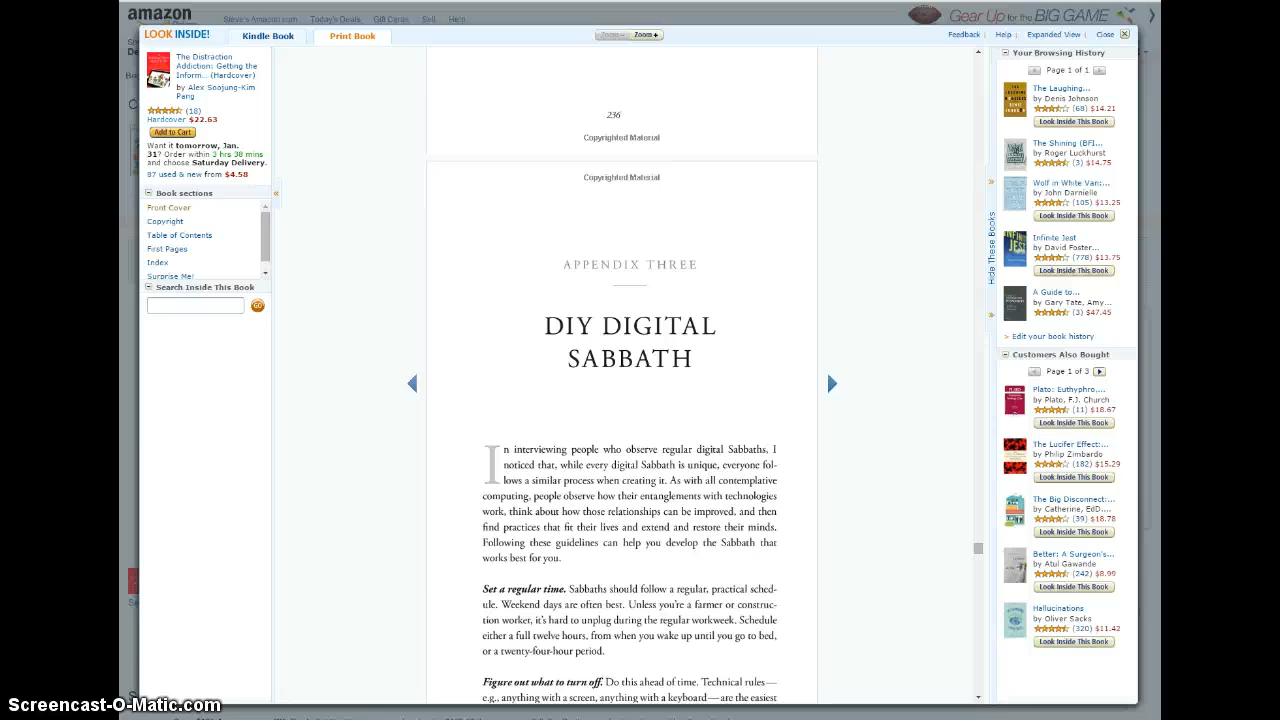 amazon
Steve's Amazon.com Today's Deals Gift Cards Sell Help
Gear Up for the BIG GAME
LOOK INSIDE!
Kindle Book
Print Book
Zoom -
Zoom +
Feedback | Help | Expanded View | Close
The Distraction
Addiction: Getting the
Inform... (Hardcover)
by Alex Soojung-Kim
Pang
(18)
Hardcover $22.63
Add to Cart
Want it tomorrow, Jan.
31? Order within 3 hrs 38 mins
and choose Saturday Delivery.
87 used & new from $4.58
Book sections
Front Cover
Copyright
Table of Contents
First Pages
Index
Surprise Me!
Search Inside This Book
GO
236
Copyrighted Material
Copyrighted Material
APPENDIX THREE
DIY DIGITAL
SABBATH
In interviewing people who observe regular digital Sabbaths, I
noticed that, while every digital Sabbath is unique, everyone fol-
lows a similar process when creating it. As with all contemplative
computing, people observe how their entanglements with technologies
work, think about how those relationships can be improved, and then
find practices that fit their lives and extend and restore their minds.
Following these guidelines can help you develop the Sabbath that
works best for you.
Set a regular time. Sabbaths should follow a regular, practical sched-
ule. Weekend days are often best. Unless you're a farmer or construc-
tion worker, it's hard to unplug during the regular workweek. Schedule
either a full twelve hours, from when you wake up until you go to bed,
or a twenty-four-hour period.
Figure out what to turn off. Do this ahead of time. Technical rules—
e.g., anything with a screen, anything with a keyboard—are the easiest
Hide These Books
Your Browsing History
Page 1 of 1
The Laughing...
by Denis Johnson
(68) $14.21
Look Inside This Book
The Shining (BFI...
by Roger Luckhurst
(3) $14.75
Wolf in White Van:...
by John Darnielle
(105) $13.25
Look Inside This Book
Infinite Jest
by David Foster...
(778) $13.75
Look Inside This Book
A Guide to...
by Gary Tate, Amy...
(3) $47.45
> Edit your book history
Customers Also Bought
Page 1 of 3
Plato: Euthyphro,...
by Plato, F.J. Church
(11) $18.67
Look Inside This Book
The Lucifer Effect:...
by Philip Zimbardo
(182) $15.29
Look Inside This Book
The Big Disconnect:...
by Catherine, EdD....
(39) $18.78
Look Inside This Book
Better: A Surgeon's...
by Atul Gawande
(242) $8.99
Look Inside This Book
Hallucinations
by Oliver Sacks
(320) $11.42
Look Inside This Book
Screencast-O-Matic.com